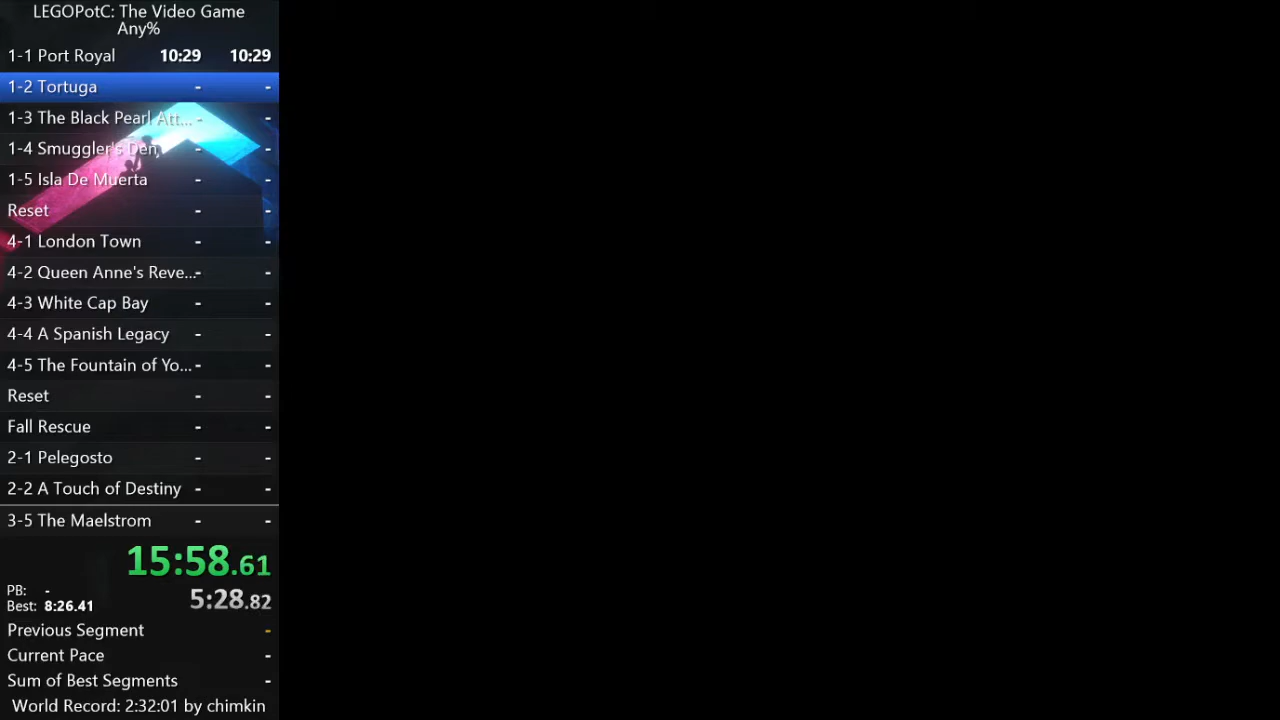 LEGOPotC: The Video Game
Any%
1-1 Port Royal 10:29 10:29
1-2 Tortuga - -
1-3 The Black Pearl Att... - -
1-4 Smuggler's Den - -
1-5 Isla De Muerta - -
Reset - -
4-1 London Town - -
4-2 Queen Anne's Reve... - -
4-3 White Cap Bay - -
4-4 A Spanish Legacy - -
4-5 The Fountain of Yo... - -
Reset - -
Fall Rescue - -
2-1 Pelegosto - -
2-2 A Touch of Destiny - -
3-5 The Maelstrom - -
15:58.61
PB: -
Best: 8:26.41 5:28.82
Previous Segment -
Current Pace -
Sum of Best Segments -
World Record: 2:32:01 by chimkin